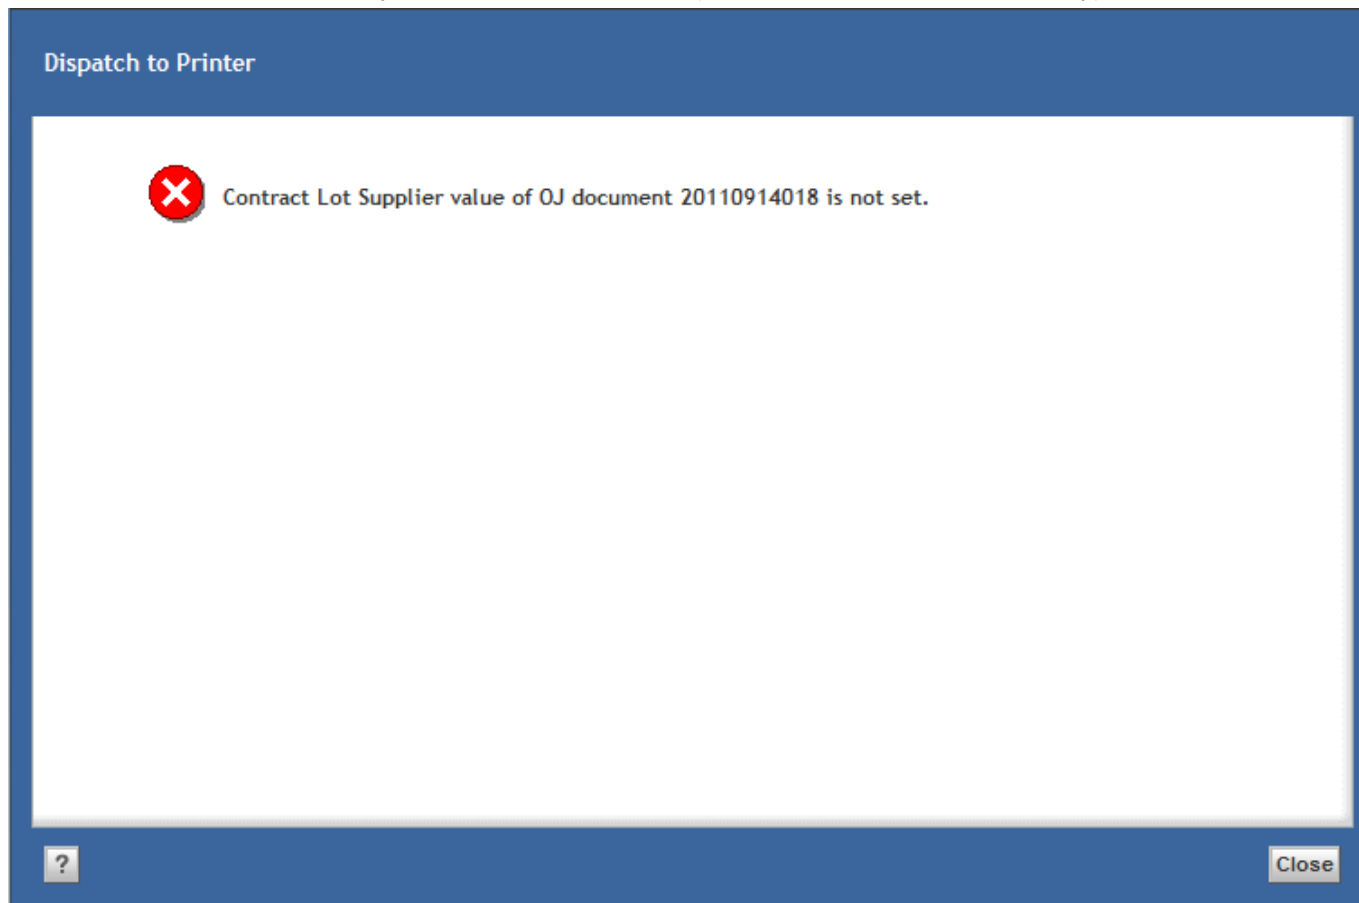 Dispatch to Printer
Contract Lot Supplier value of OJ document 20110914018 is not set.
?
Close